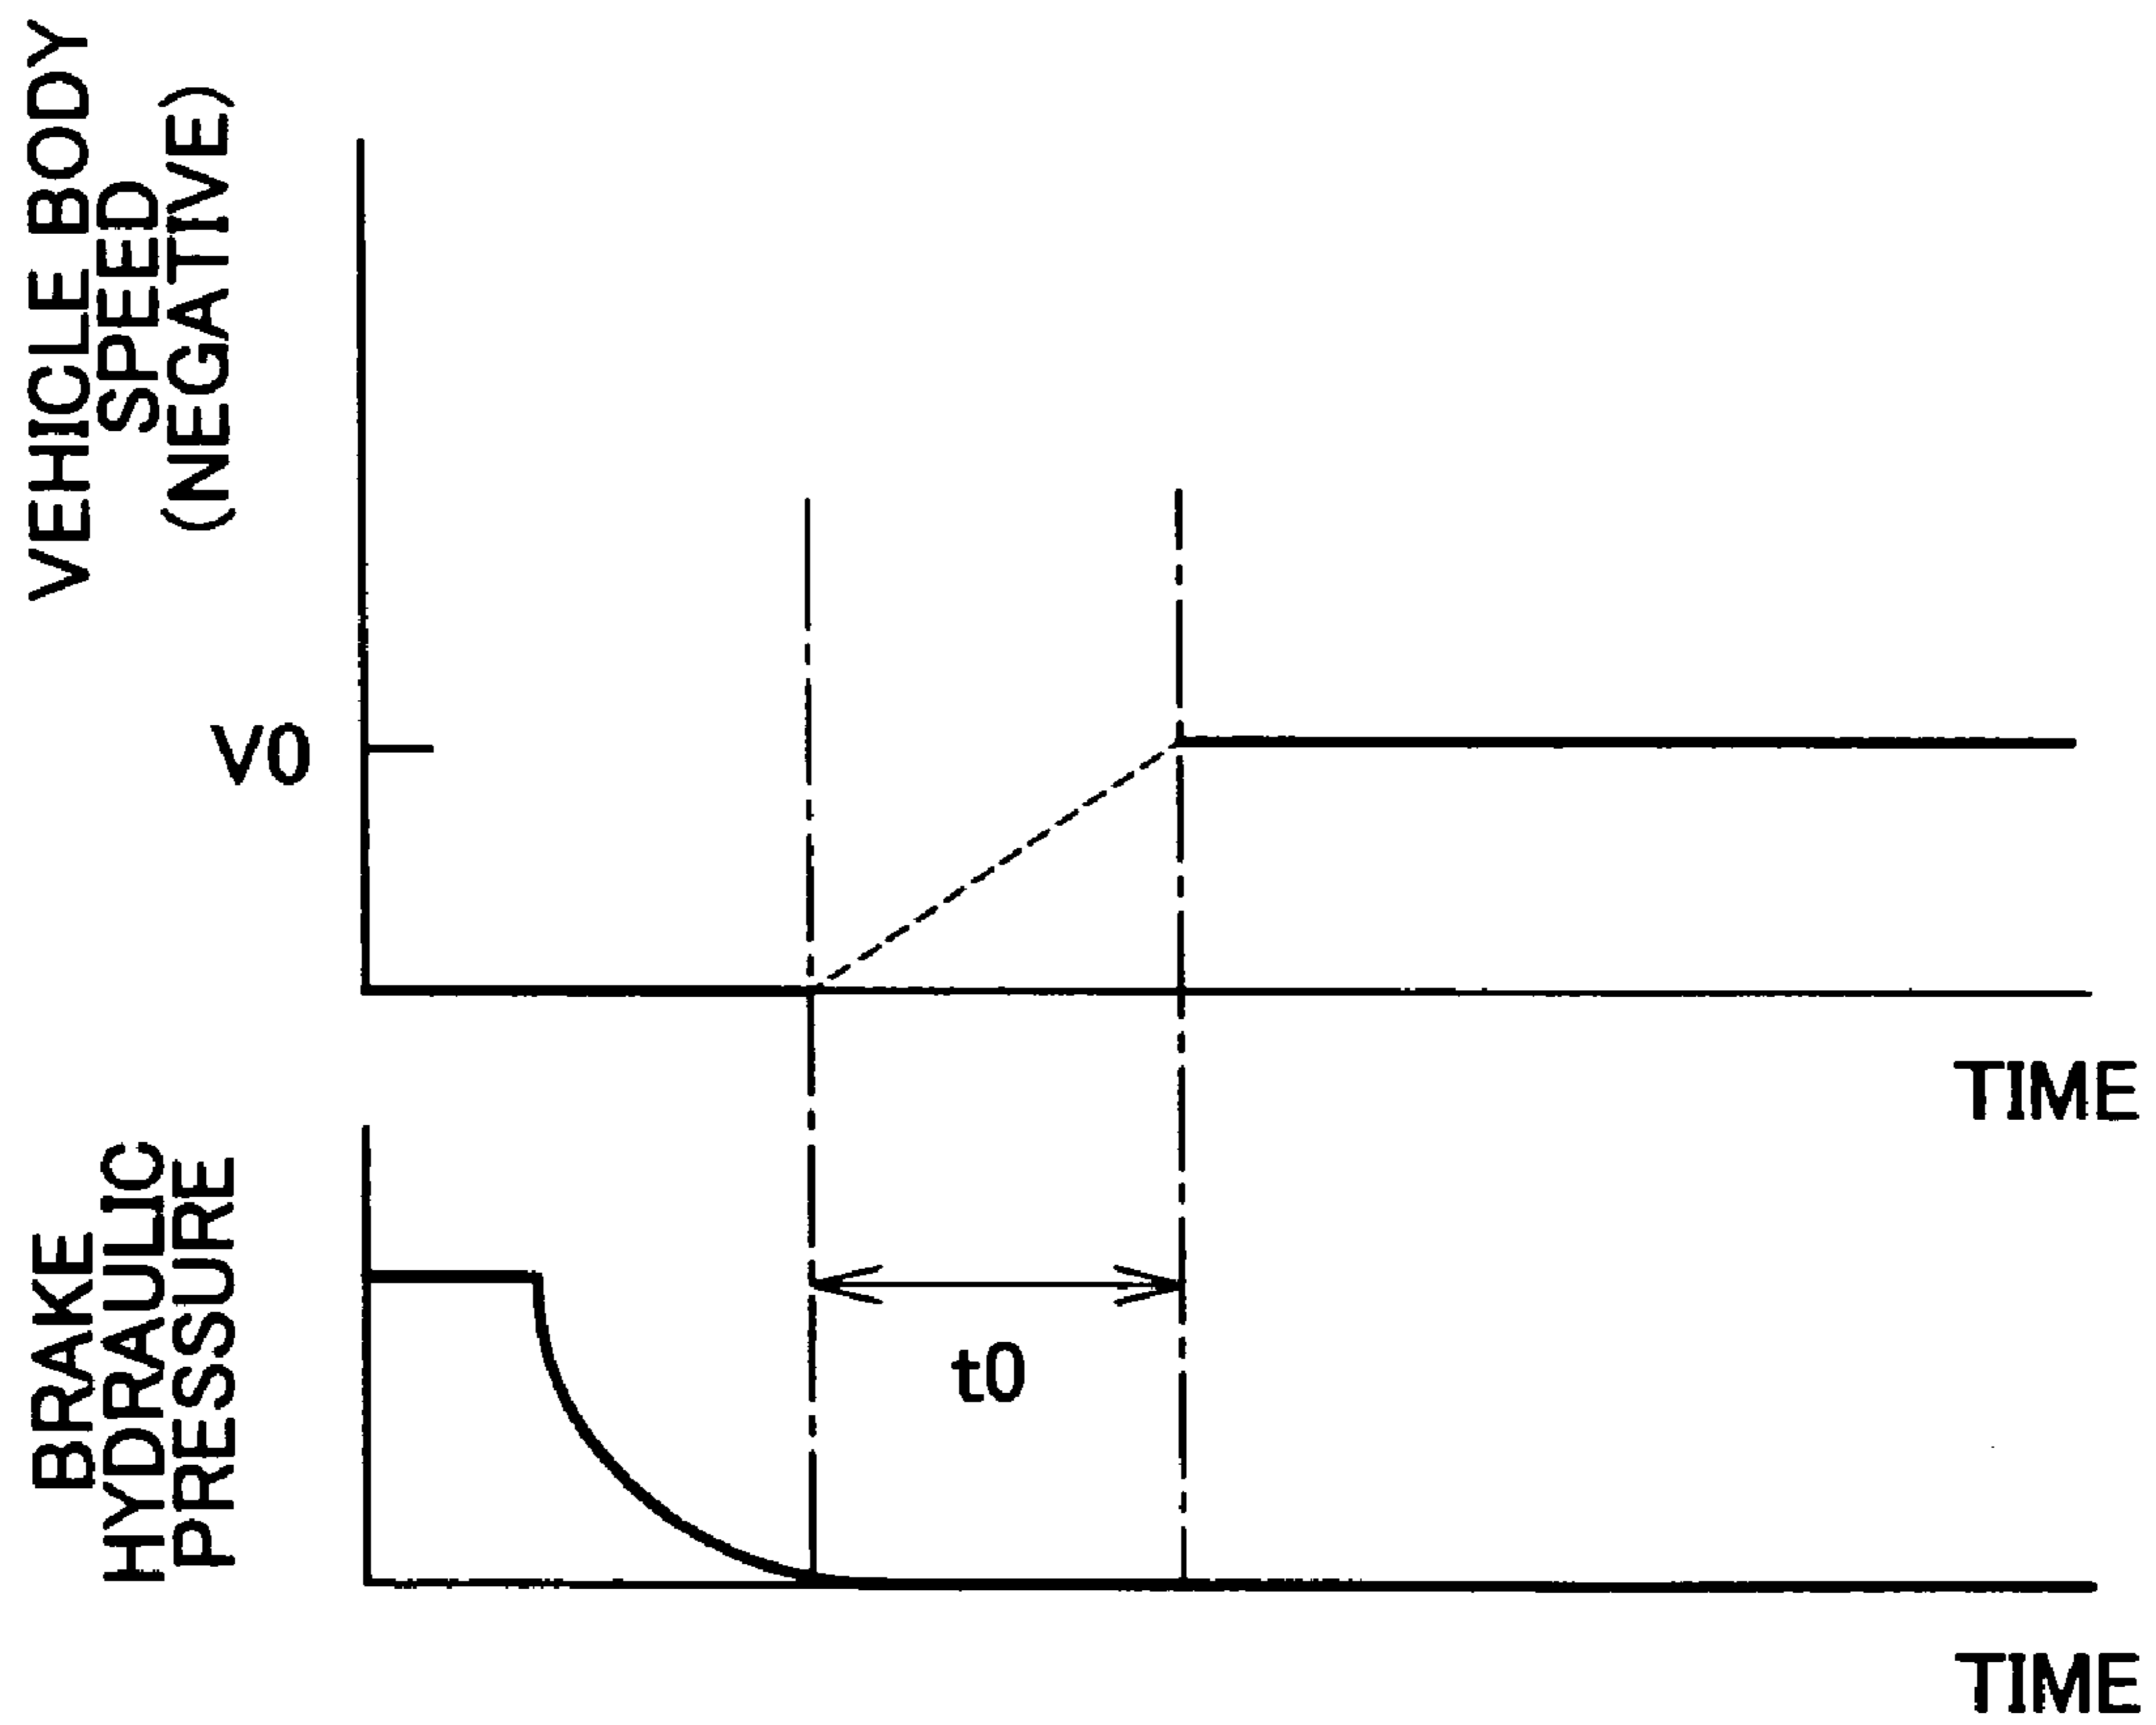 VEHICLE BODY
SPEED
(NEGATIVE)
V0
TIME
BRAKE
HYDRAULIC
PRESSURE
t0
TIME